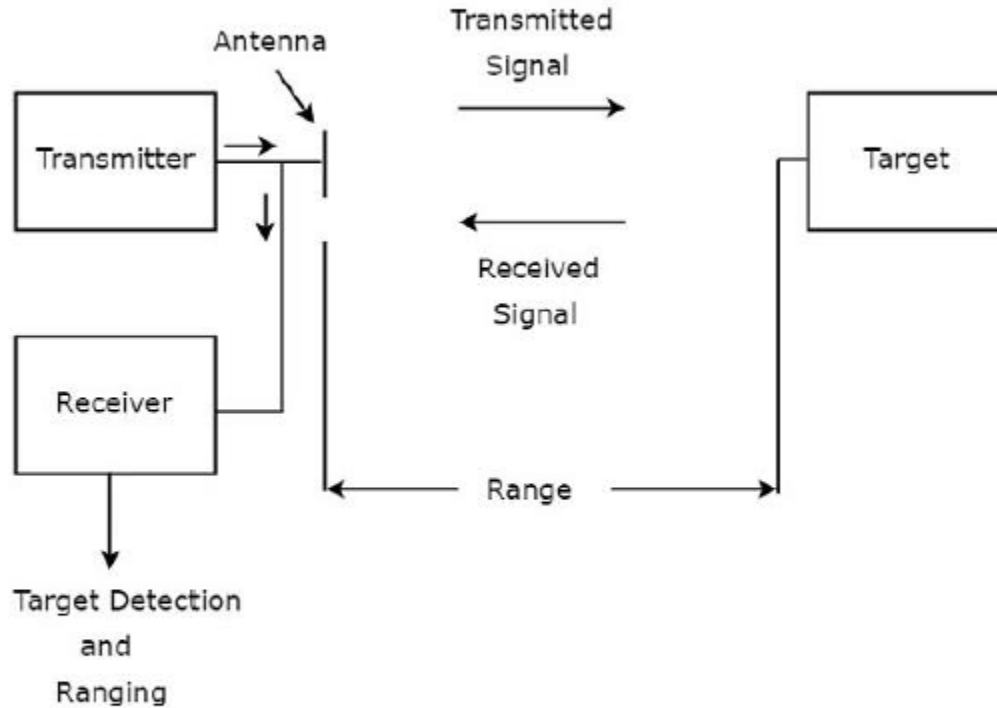 Antenna
Transmitted
Signal
Transmitter
Target
Received
Signal
Receiver
Range
Target Detection
and
Ranging